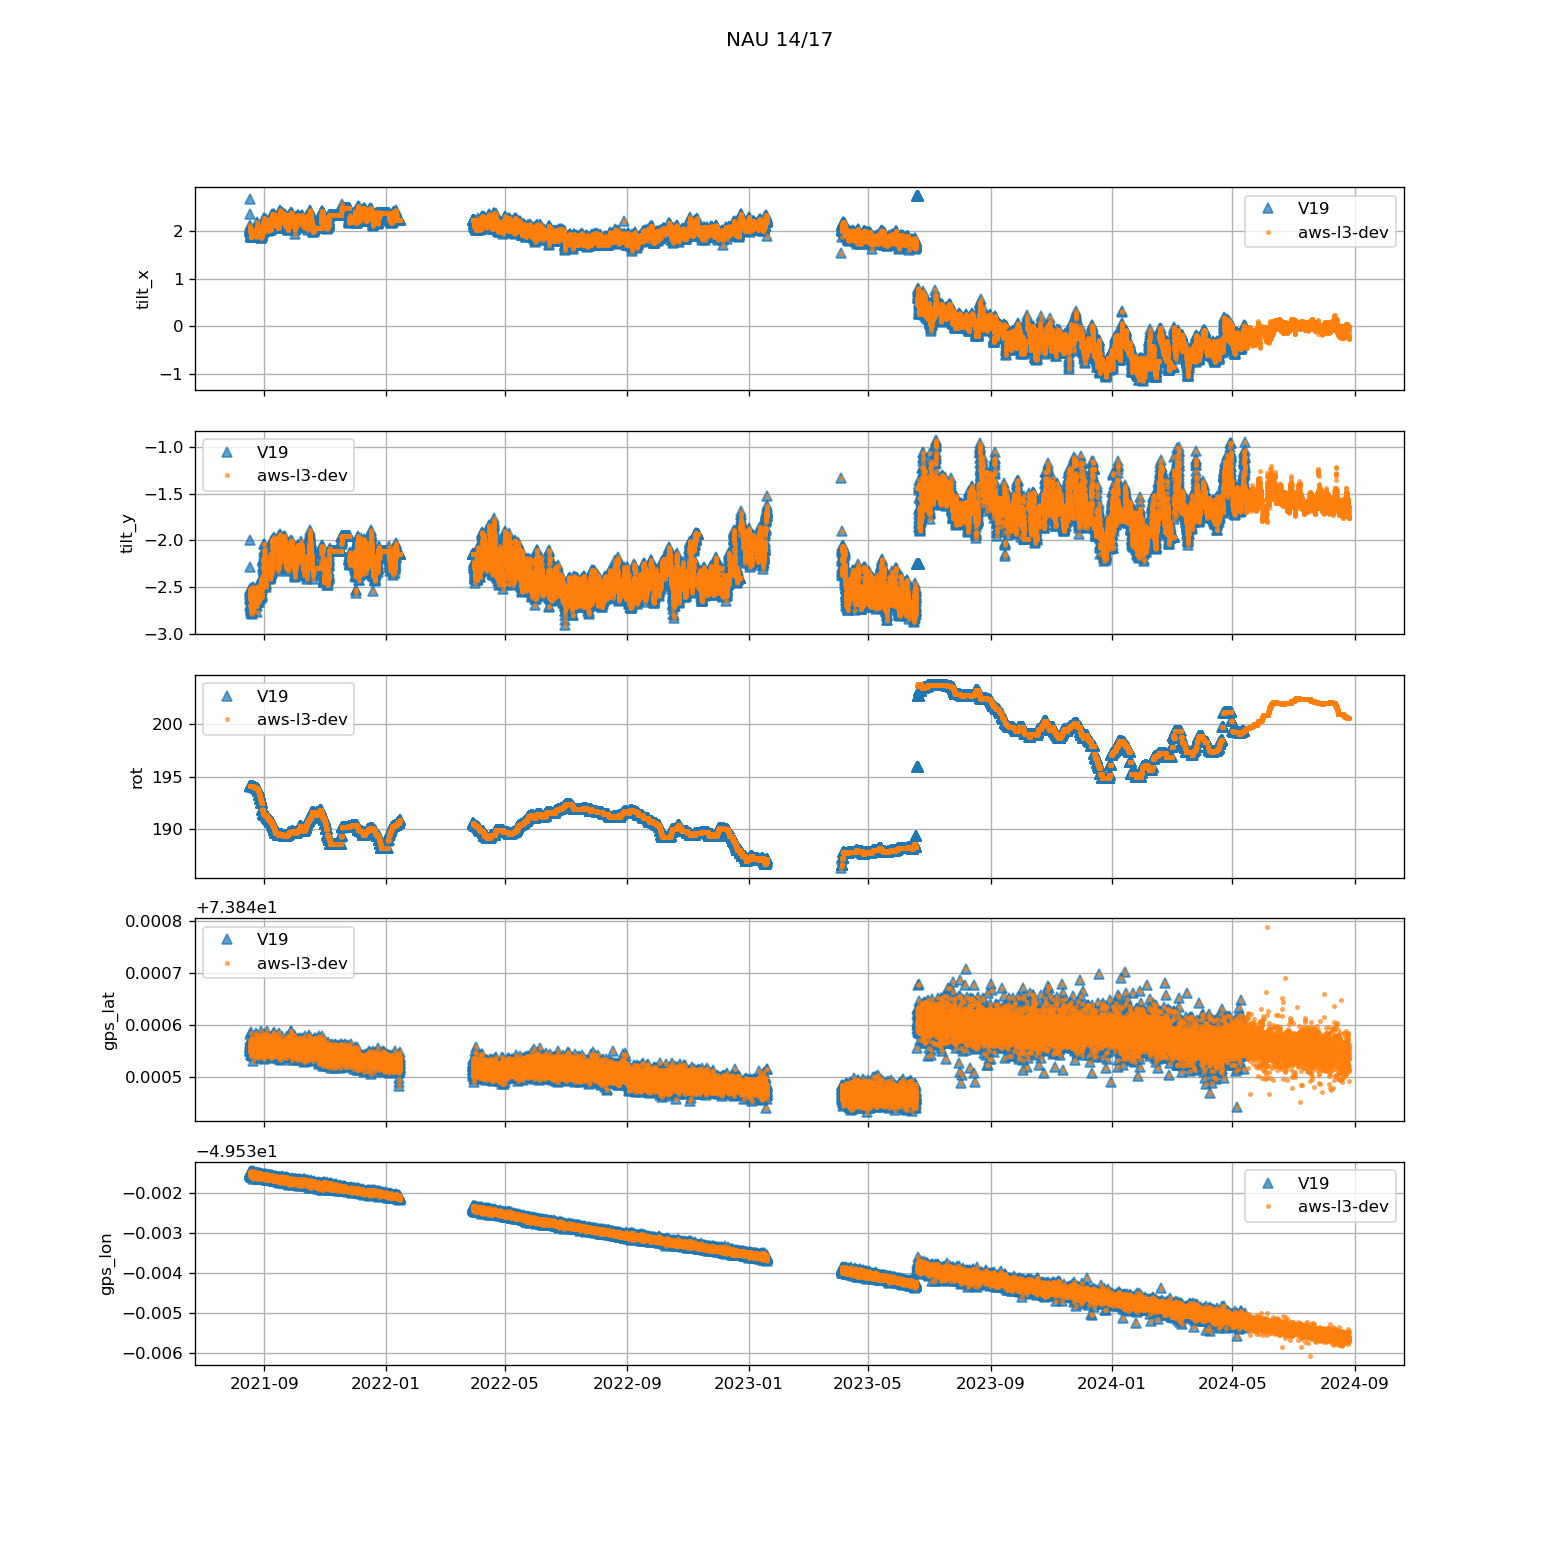 NAU 14/17
2
1
0
−1
tilt_x
V19
aws-l3-dev
−1.0
−1.5
−2.0
−2.5
−3.0
tilt_y
V19
aws-l3-dev
200
195
190
rot
V19
aws-l3-dev
+7.384e1
0.0008
0.0007
0.0006
0.0005
gps_lat
V19
aws-l3-dev
−4.953e1
−0.002
−0.003
−0.004
−0.005
−0.006
gps_lon
V19
aws-l3-dev
2021-09 2022-01 2022-05 2022-09 2023-01 2023-05 2023-09 2024-01 2024-05 2024-09